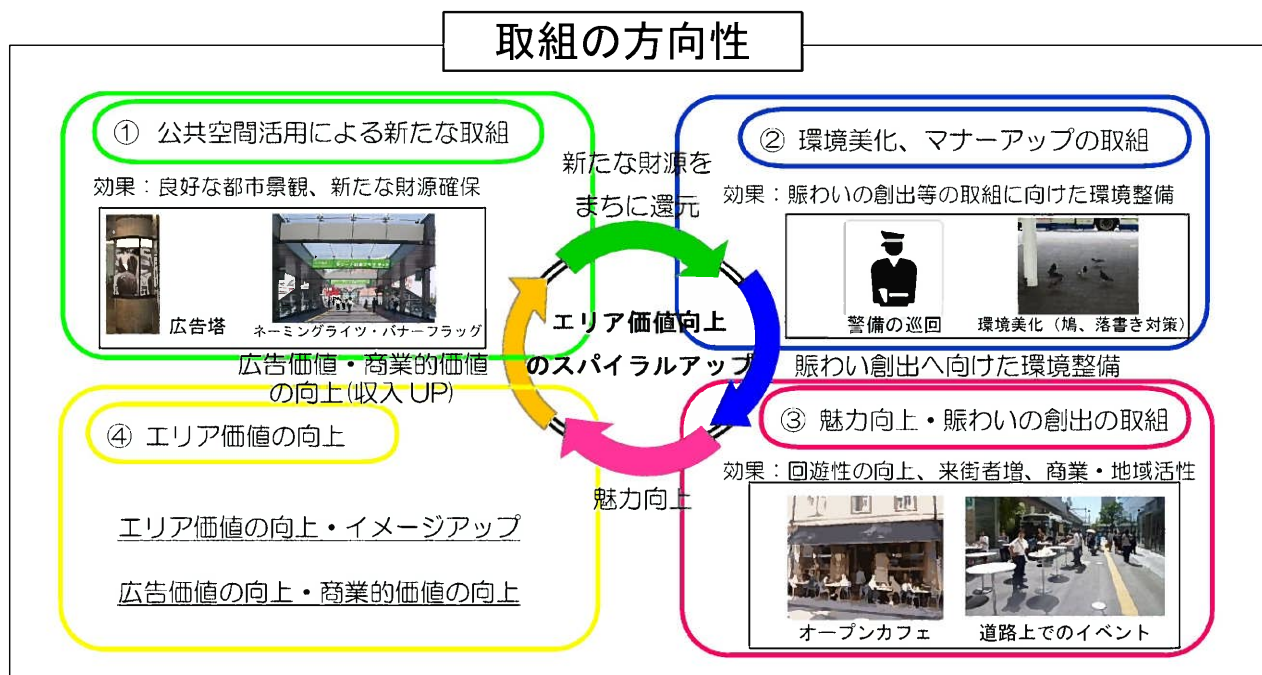 取組の方向性
① 公共空間活用による新たな取組
効果：良好な都市景観、新たな財源確保
広告塔
ネーミングライツ・バナーフラッグ
新たな財源を
まちに還元
② 環境美化、マナーアップの取組
効果：賑わいの創出等の取組に向けた環境整備
警備の巡回
環境美化（鳩、落書き対策）
エリア価値向上
のスパイラルアップ
広告価値・商業的価値
の向上(収入UP)
賑わい創出へ向けた環境整備
④ エリア価値の向上
エリア価値の向上・イメージアップ
広告価値の向上・商業的価値の向上
魅力向上
③ 魅力向上・賑わいの創出の取組
効果：回遊性の向上、来街者増、商業・地域活性
オープンカフェ
道路上でのイベント